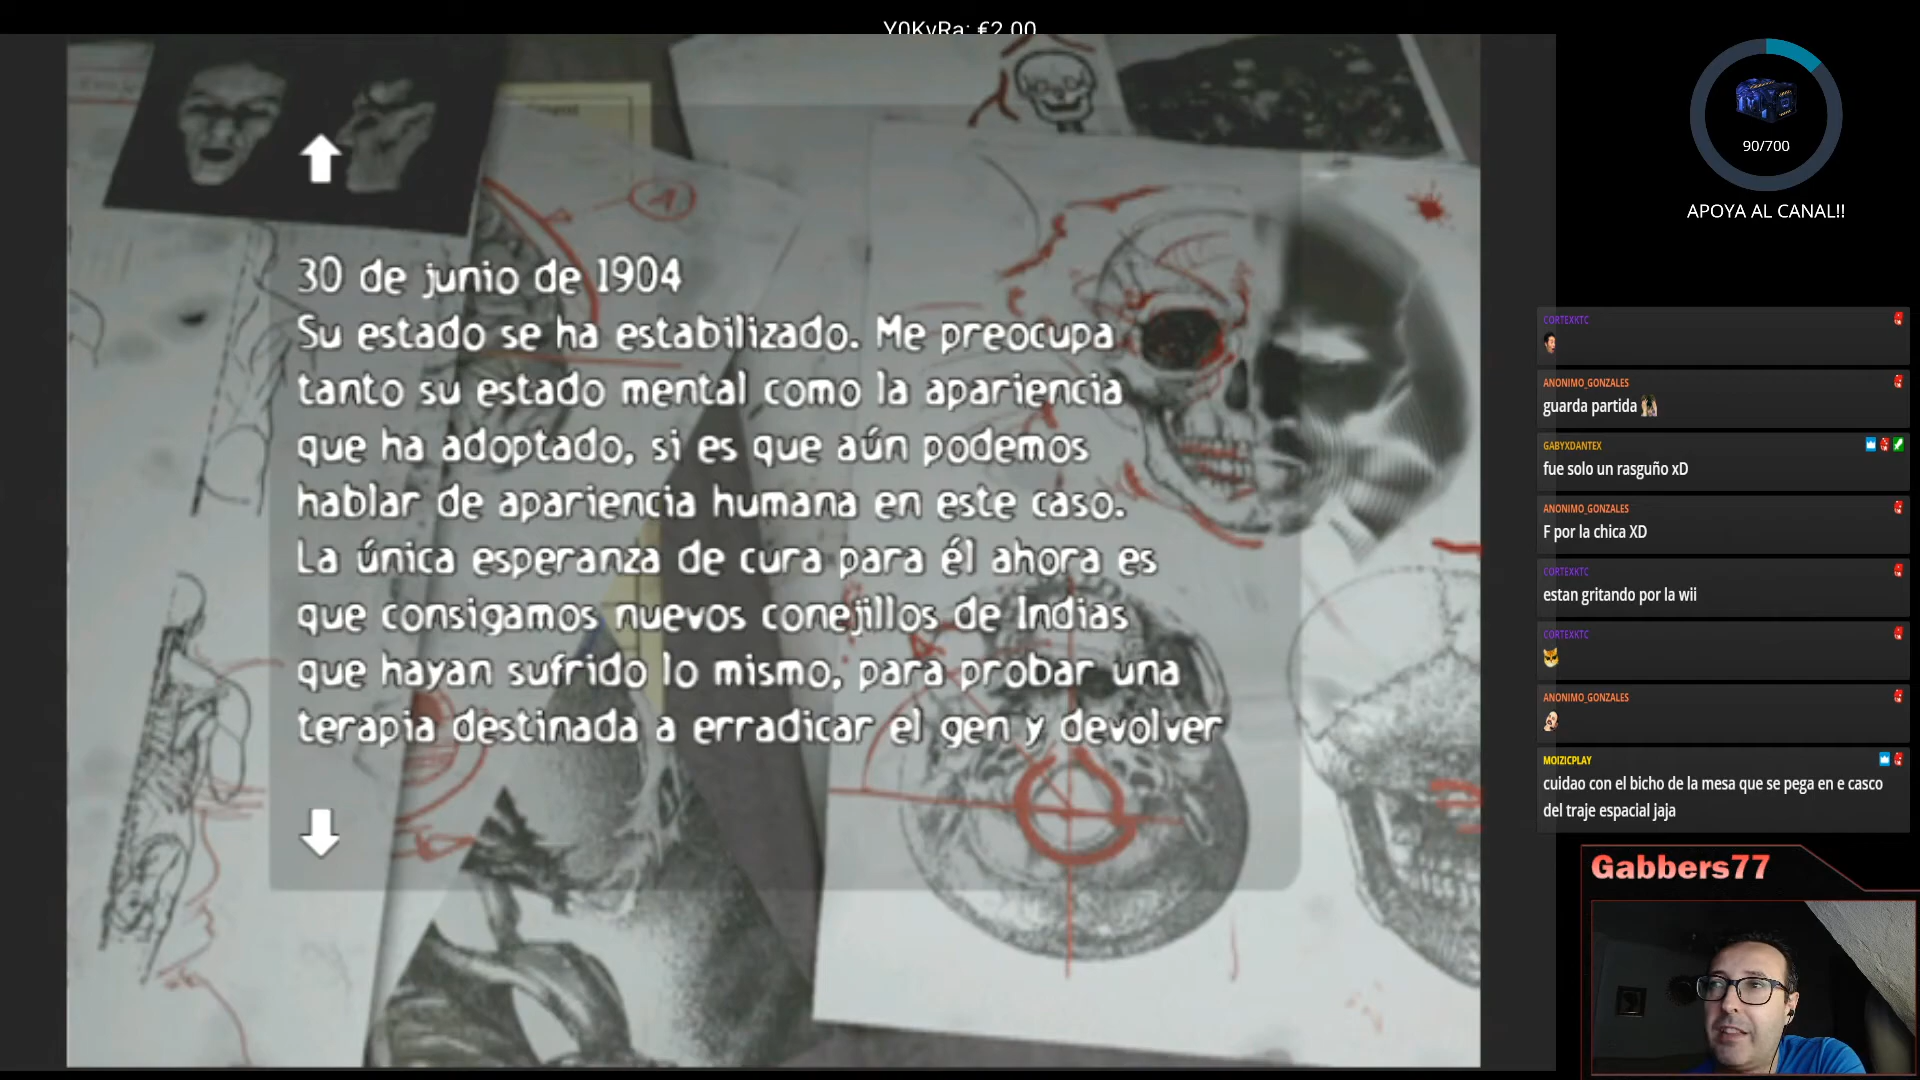 Y0KvRa: €2.00
90/700
APOYA AL CANAL!!
30 de junio de 1904
Su estado se ha estabilizado. Me preocupa
tanto su estado mental como la apariencia
que ha adoptado, si es que aún podemos
hablar de apariencia humana en este caso.
La única esperanza de cura para él ahora es
que consigamos nuevos conejillos de Indias
que hayan sufrido lo mismo, para probar una
terapia destinada a erradicar el gen y devolver
CORTEXKTC
ANONIMO_GONZALES
guarda partida
GABYXDANTEX
fue solo un rasguño xD
ANONIMO_GONZALES
F por la chica XD
CORTEXKTC
estan gritando por la wii
CORTEXKTC
ANONIMO_GONZALES
MOIZICPLAY
cuidao con el bicho de la mesa que se pega en e casco
del traje espacial jaja
Gabbers77